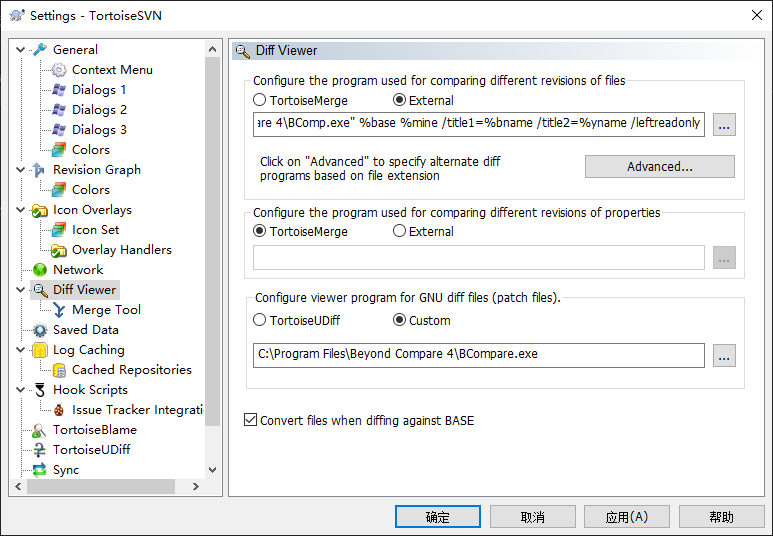 Settings - TortoiseSVN
General
Context Menu
Dialogs 1
Dialogs 2
Dialogs 3
Colors
Revision Graph
Colors
Icon Overlays
Icon Set
Overlay Handlers
Network
Diff Viewer
Merge Tool
Saved Data
Log Caching
Cached Repositories
Hook Scripts
Issue Tracker Integrati
TortoiseBlame
TortoiseUDiff
Sync
Diff Viewer
Configure the program used for comparing different revisions of files
TortoiseMerge External
are 4\BComp.exe" %base %mine /title1=%bname /title2=%yname /leftreadonly
...
Click on "Advanced" to specify alternate diff
programs based on file extension
Advanced...
Configure the program used for comparing different revisions of properties
TortoiseMerge External
...
Configure viewer program for GNU diff files (patch files).
TortoiseUDiff Custom
C:\Program Files\Beyond Compare 4\BCompare.exe
...
Convert files when diffing against BASE
确定 取消 应用(A) 帮助